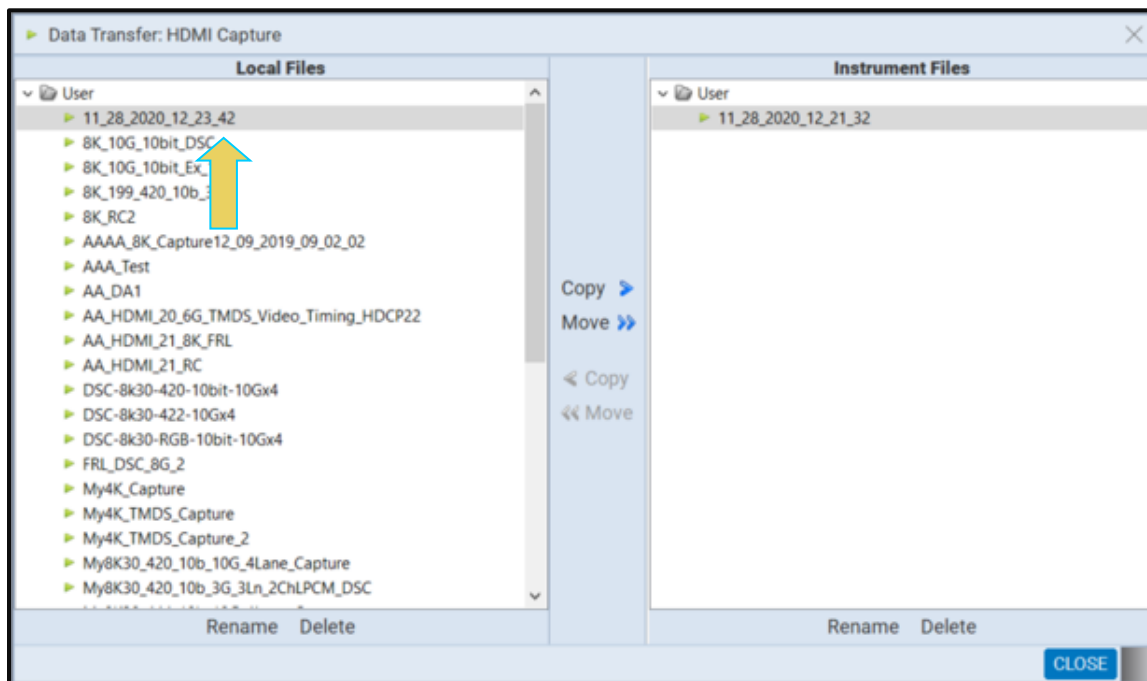 Data Transfer: HDMI Capture
Local Files
User
11_28_2020_12_23_42
8K_10G_10bit_DSC
8K_10G_10bit_Ex_
8K_199_420_10b_
8K_RC2
AAAA_8K_Capture12_09_2019_09_02_02
AAA_Test
AA_DA1
AA_HDMI_20_6G_TMDS_Video_Timing_HDCP22
AA_HDMI_21_8K_FRL
AA_HDMI_21_RC
DSC-8k30-420-10bit-10Gx4
DSC-8k30-422-10Gx4
DSC-8k30-RGB-10bit-10Gx4
FRL_DSC_8G_2
My4K_Capture
My4K_TMDS_Capture
My4K_TMDS_Capture_2
My8K30_420_10b_10G_4Lane_Capture
My8K30_420_10b_3G_3Ln_2ChLPCM_DSC
Rename Delete
Copy
Move
Copy
Move
Instrument Files
User
11_28_2020_12_21_32
Rename Delete
CLOSE